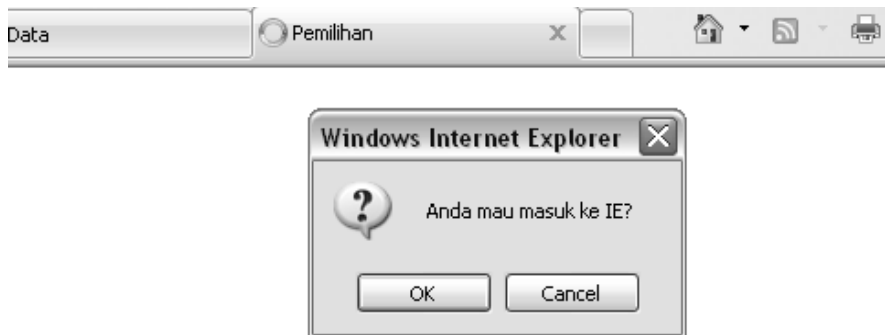 Data
Pemilihan
Windows Internet Explorer
Anda mau masuk ke IE?
OK
Cancel